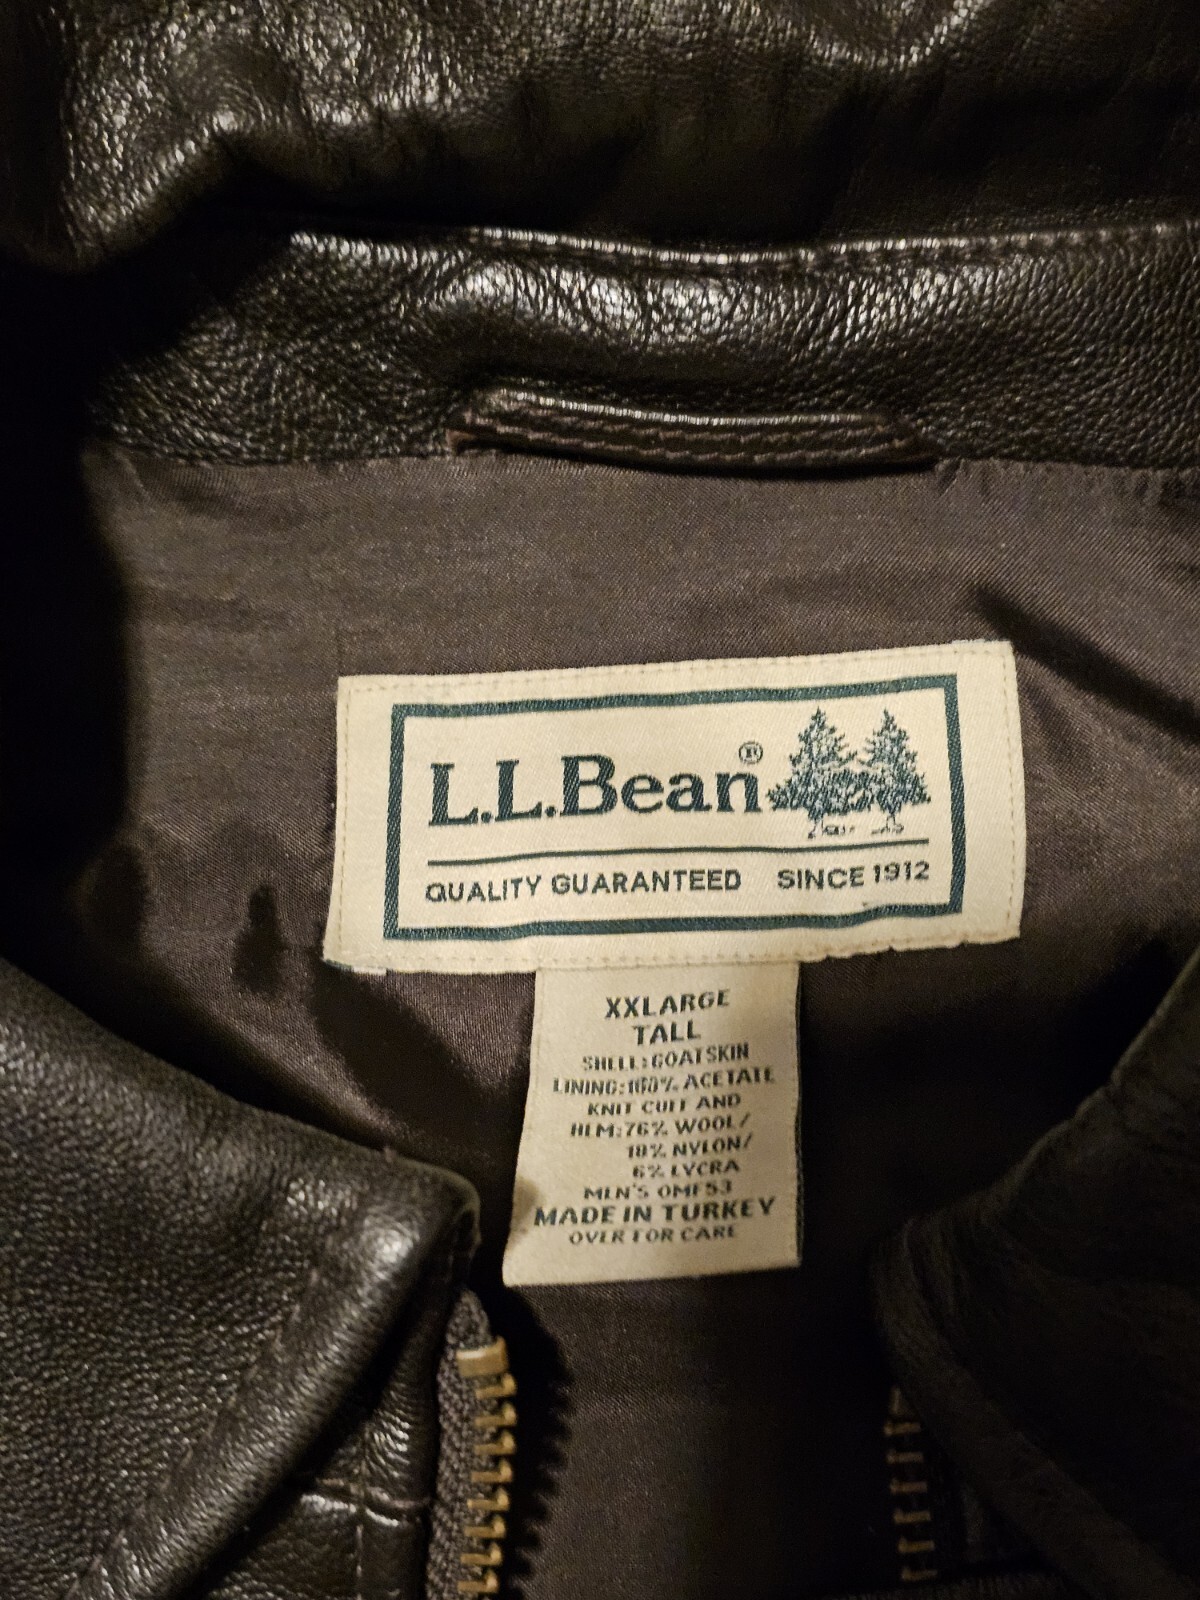 L.L.Bean®
QUALITY GUARANTEED SINCE 1912
XXLARGE
TALL
SHELL: GOATSKIN
LINING: 100% ACETATE
KNIT CUFF AND
HEM: 76% WOOL/
18% NYLON/
6% LYCRA
MEN'S OMF53
MADE IN TURKEY
OVER FOR CARE